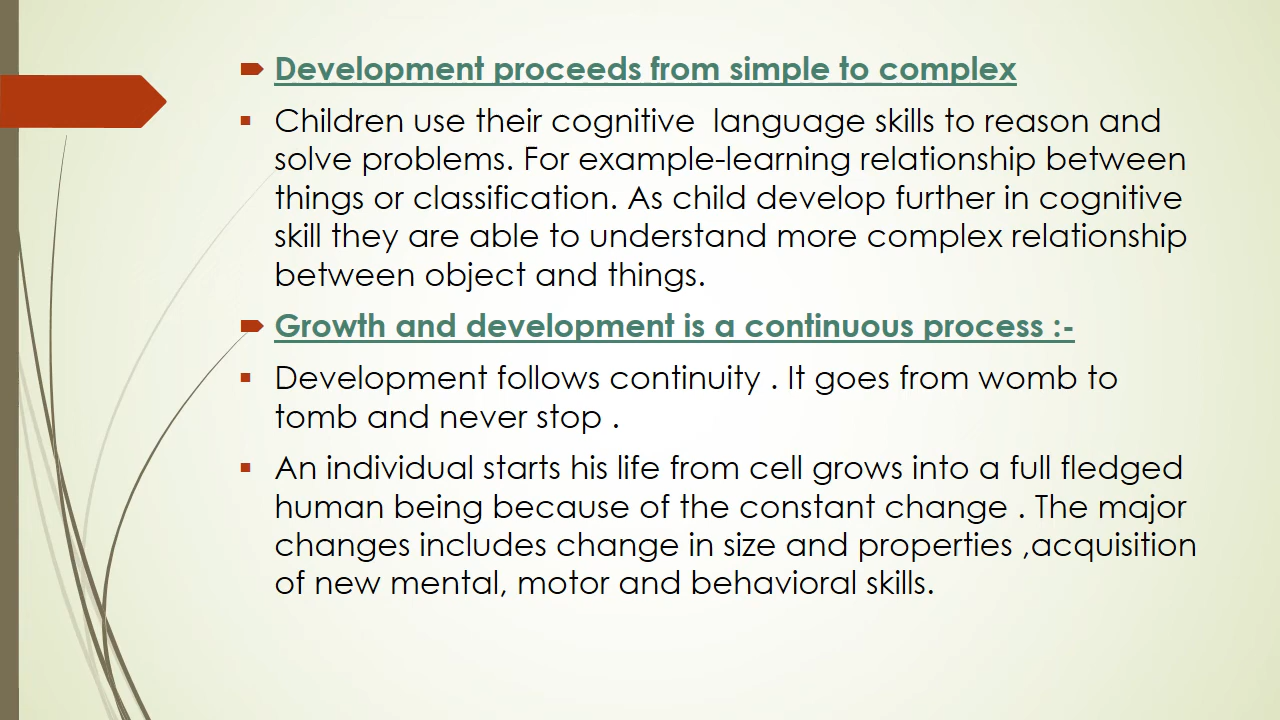 Development proceeds from simple to complex
Children use their cognitive  language skills to reason and
solve problems. For example-learning relationship between
things or classification. As child develop further in cognitive
skill they are able to understand more complex relationship
between object and things.
Growth and development is a continuous process :-
Development follows continuity . It goes from womb to
tomb and never stop .
An individual starts his life from cell grows into a full fledged
human being because of the constant change . The major
changes includes change in size and properties ,acquisition
of new mental, motor and behavioral skills.